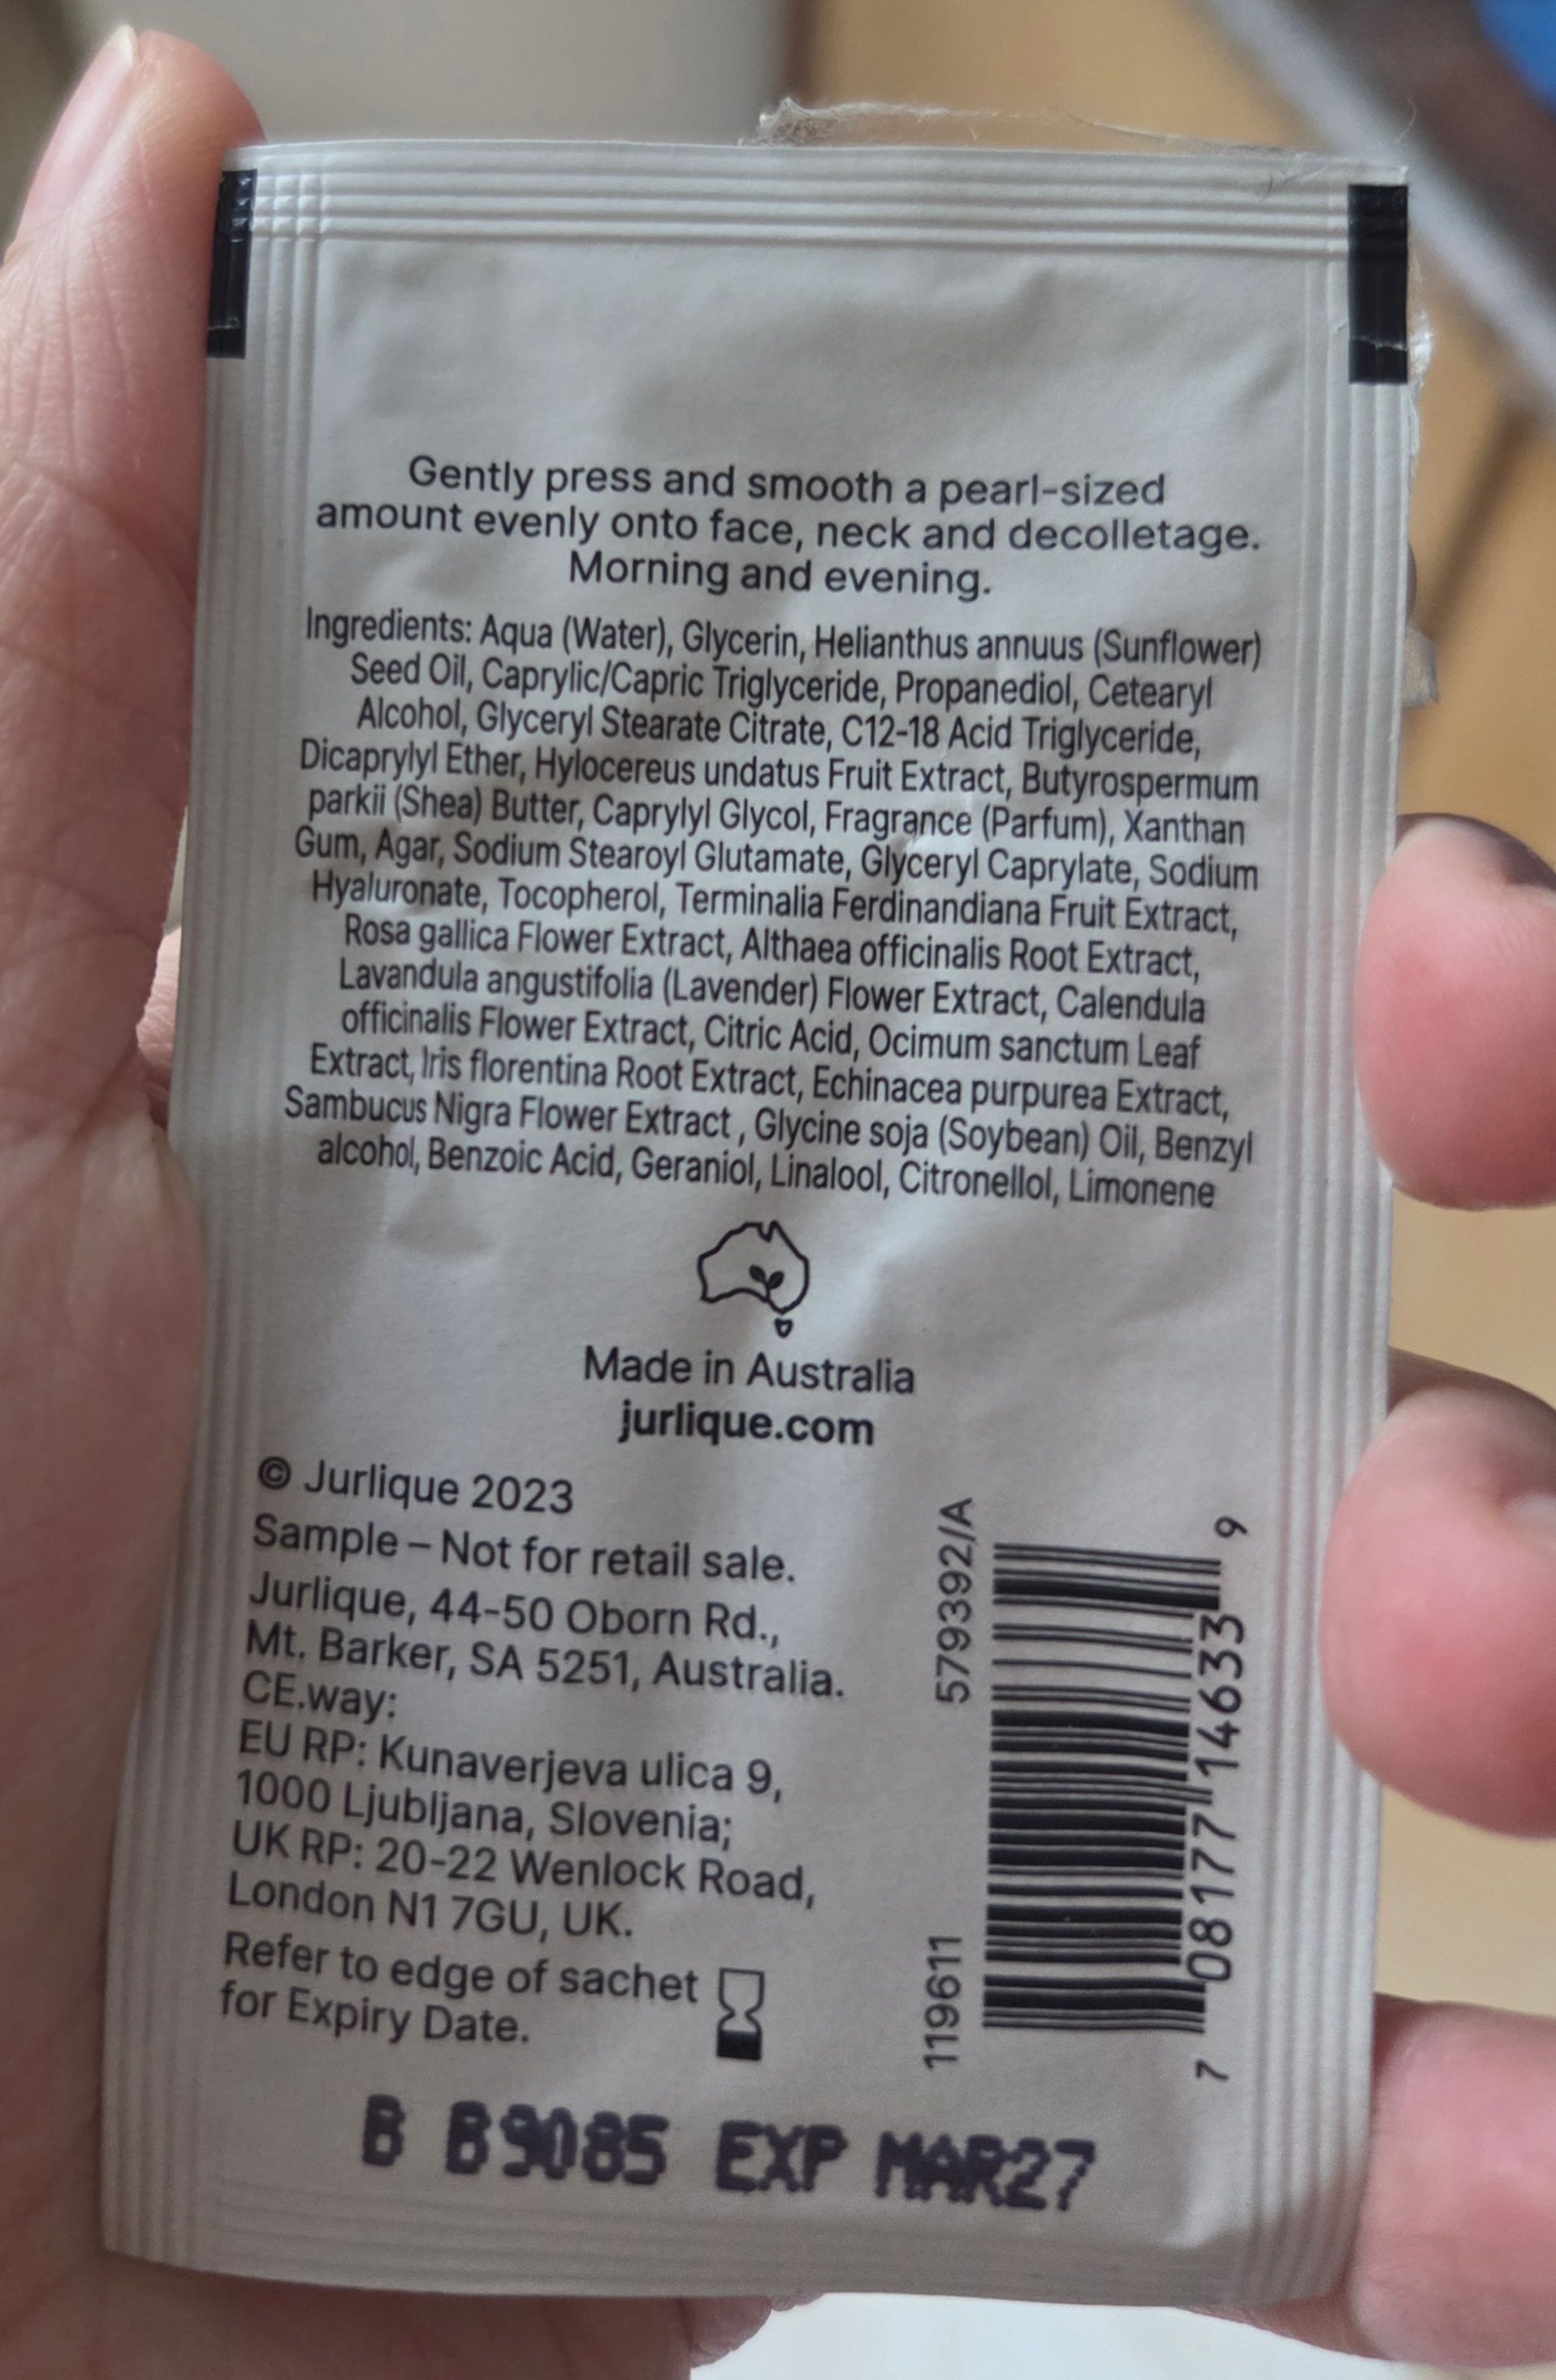 Gently press and smooth a pearl-sized
amount evenly onto face, neck and decolletage.
Morning and evening.
Ingredients: Aqua (Water), Glycerin, Helianthus annuus (Sunflower)
Seed Oil, Caprylic/Capric Triglyceride, Propanediol, Cetearyl
Alcohol, Glyceryl Stearate Citrate, C12-18 Acid Triglyceride,
Dicaprylyl Ether, Hylocereus undatus Fruit Extract, Butyrospermum
parkii (Shea) Butter, Caprylyl Glycol, Fragrance (Parfum), Xanthan
Gum, Agar, Sodium Stearoyl Glutamate, Glyceryl Caprylate, Sodium
Hyaluronate, Tocopherol, Terminalia Ferdinandiana Fruit Extract,
Rosa gallica Flower Extract, Althaea officinalis Root Extract,
Lavandula angustifolia (Lavender) Flower Extract, Calendula
officinalis Flower Extract, Citric Acid, Ocimum sanctum Leaf
Extract, Iris florentina Root Extract, Echinacea purpurea Extract,
Sambucus Nigra Flower Extract , Glycine soja (Soybean) Oil, Benzyl
alcohol, Benzoic Acid, Geraniol, Linalool, Citronellol, Limonene
Made in Australia
jurlique.com
© Jurlique 2023
Sample – Not for retail sale.
Jurlique, 44-50 Oborn Rd.,
Mt. Barker, SA 5251, Australia.
CE.way:
EU RP: Kunaverjeva ulica 9,
1000 Ljubljana, Slovenia;
UK RP: 20-22 Wenlock Road,
London N1 7GU, UK.
Refer to edge of sachet
for Expiry Date.
119611 579392/A
7 08177 14633 9
B B9085 EXP MAR27